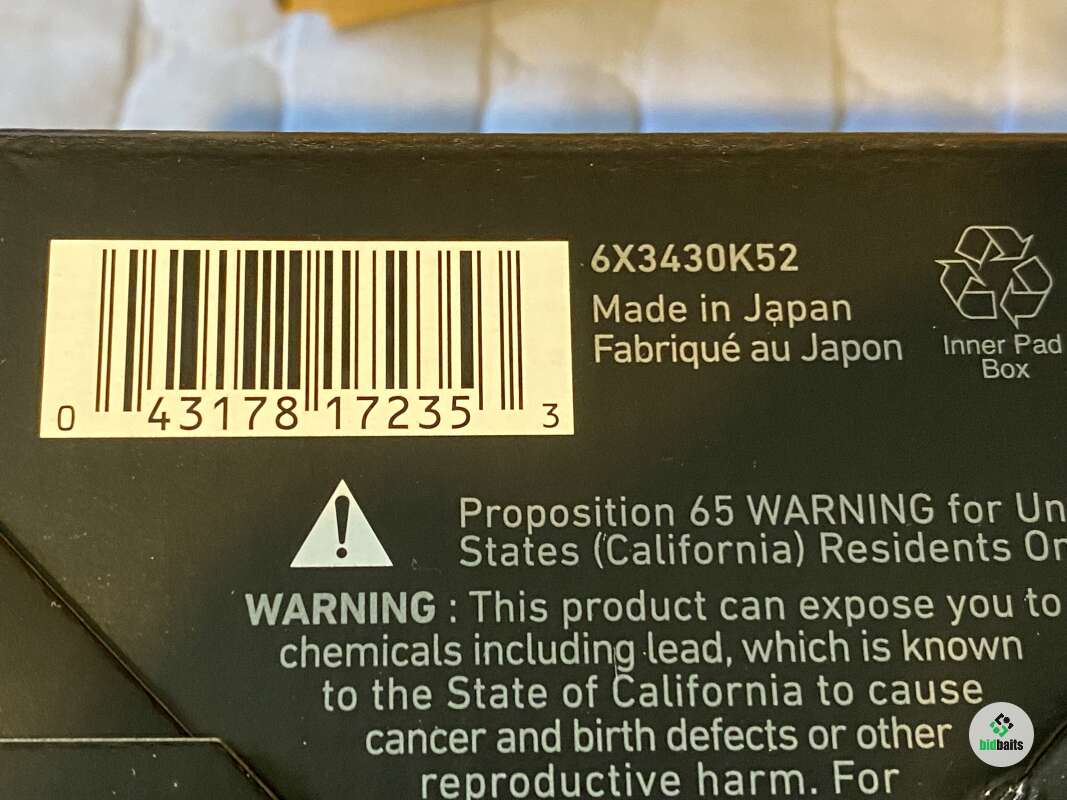 0 43178 17235 3
6X3430K52
Made in Japan
Fabriqué au Japon
Inner Pad
Box
Proposition 65 WARNING for Un
States (California) Residents
WARNING : This product can expose you to
chemicals including lead, which is known
to the State of California to cause
cancer and birth defects or other
reproductive harm. For
bidbaits